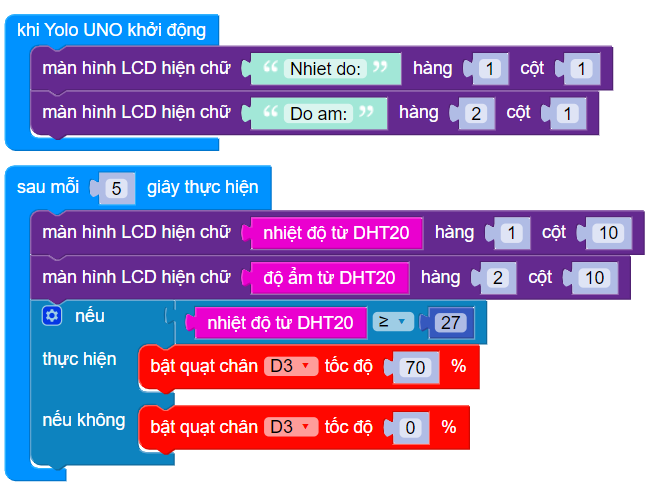 khi Yolo UNO khởi động
màn hình LCD hiện chữ “ Nhiet do: ” hàng 1 cột 1
màn hình LCD hiện chữ “ Do am: ” hàng 2 cột 1
sau mỗi 5 giây thực hiện
màn hình LCD hiện chữ nhiệt độ từ DHT20 hàng 1 cột 10
màn hình LCD hiện chữ độ ẩm từ DHT20 hàng 2 cột 10
nếu nhiệt độ từ DHT20 ≥ 27
thực hiện bật quạt chân D3 tốc độ 70 %
nếu không bật quạt chân D3 tốc độ 0 %